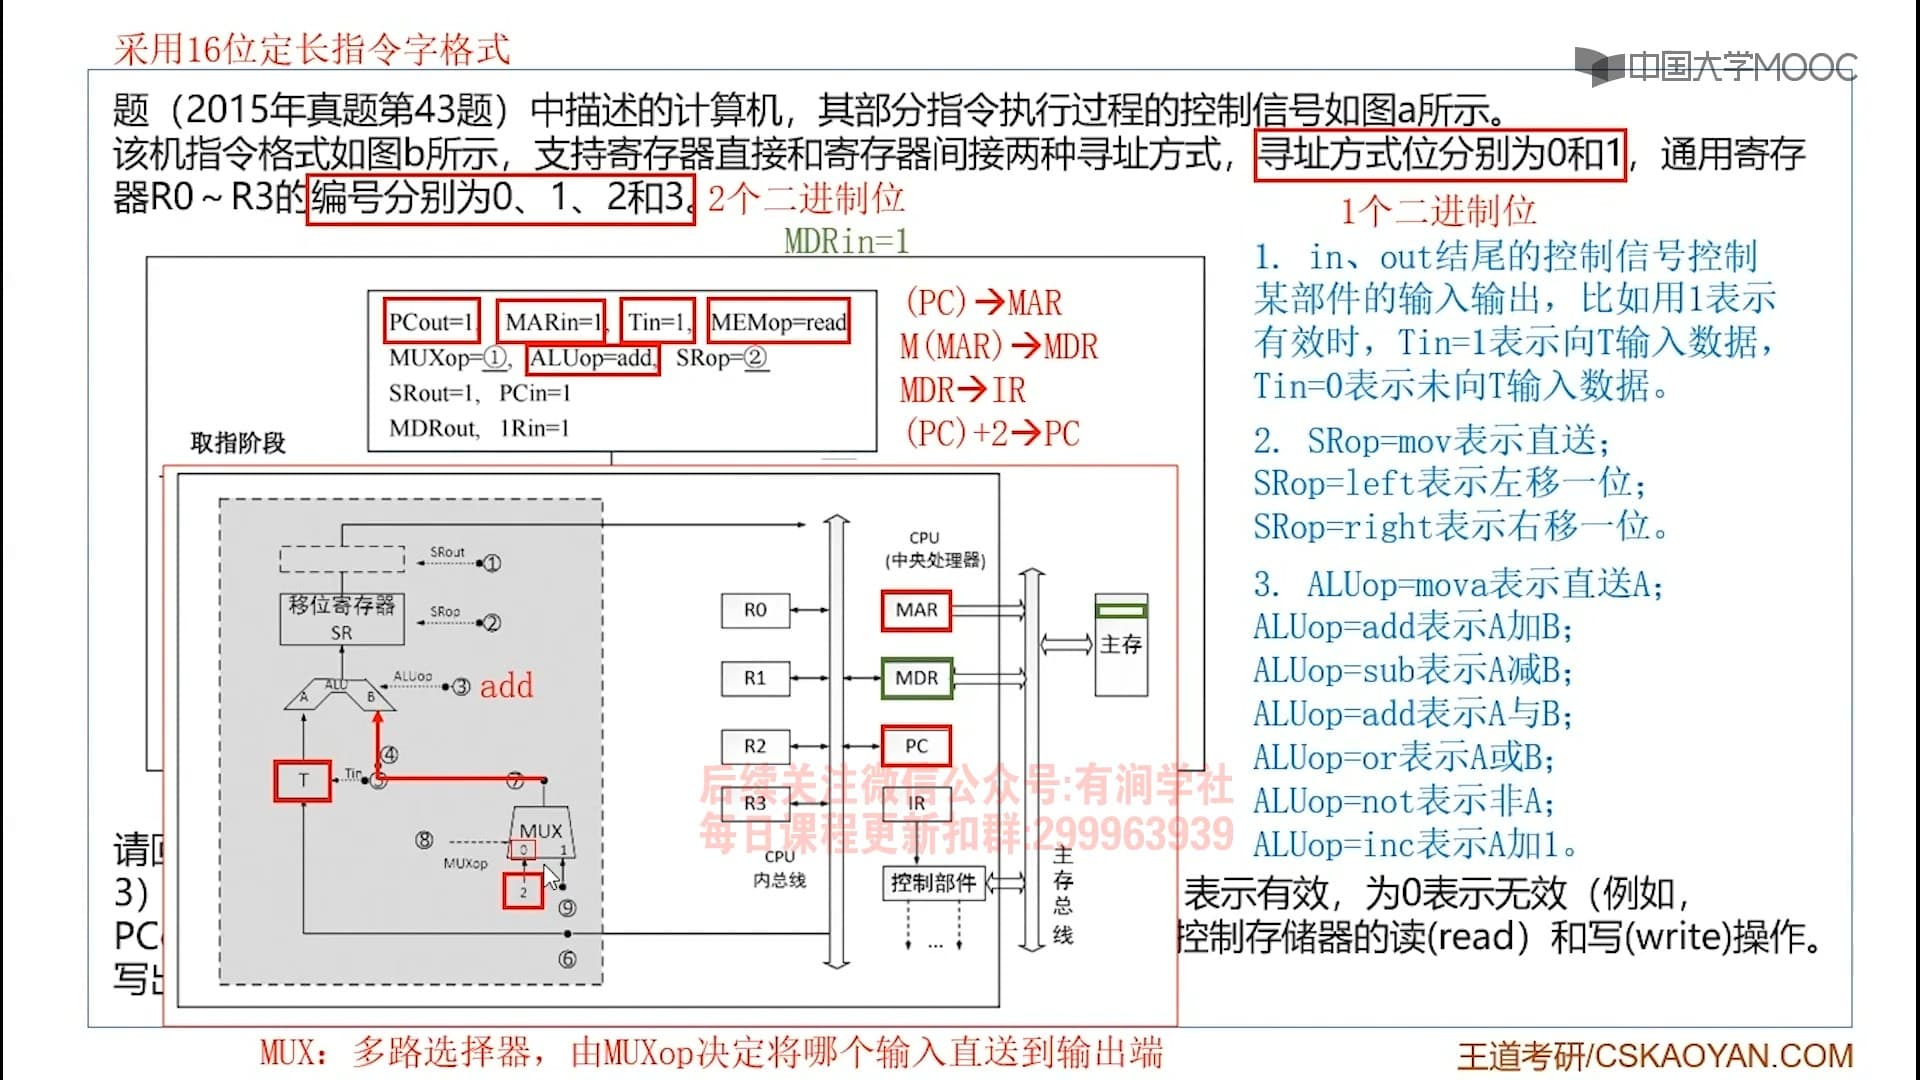 采用16位定长指令字格式
中国大学MOOC
题（2015年真题第43题）中描述的计算机，其部分指令执行过程的控制信号如图a所示。
该机指令格式如图b所示，支持寄存器直接和寄存器间接两种寻址方式，寻址方式位分别为0和1，通用寄存
器R0～R3的编号分别为0、1、2和3。 2个二进制位
1个二进制位
MDRin=1
PCout=1, MARin=1, Tin=1, MEMop=read
MUXop=①, ALUop=add, SRop=②
SRout=1, PCin=1
MDRout, 1Rin=1
取指阶段
(PC)→MAR
M(MAR)→MDR
MDR→IR
(PC)+2→PC
1. in、out结尾的控制信号控制
某部件的输入输出，比如用1表示
有效时，Tin=1表示向T输入数据，
Tin=0表示未向T输入数据。
2. SRop=mov表示直送；
SRop=left表示左移一位；
SRop=right表示右移一位。
3. ALUop=mova表示直送A；
ALUop=add表示A加B；
ALUop=sub表示A减B；
ALUop=add表示A与B；
ALUop=or表示A或B；
ALUop=not表示非A；
ALUop=inc表示A加1。
SRout ①
移位寄存器
SR
SRop ②
ALU
A B
ALUop ③ add
④
T Tin ⑤
⑦
MUX
0 1
⑧
MUXop
2
⑨
⑥
CPU
(中央处理器)
R0 MAR
R1 MDR
R2 PC
R3 IR
主存
CPU
内总线
控制部件
...
主存总线
后续关注微信公众号:有涧学社
每日课程更新扣群:299963939
请
3） 表示有效，为0表示无效（例如，
PC 控制存储器的读(read）和写(write)操作。
写
MUX：多路选择器，由MUXop决定将哪个输入直送到输出端
王道考研/CSKAOYAN.COM